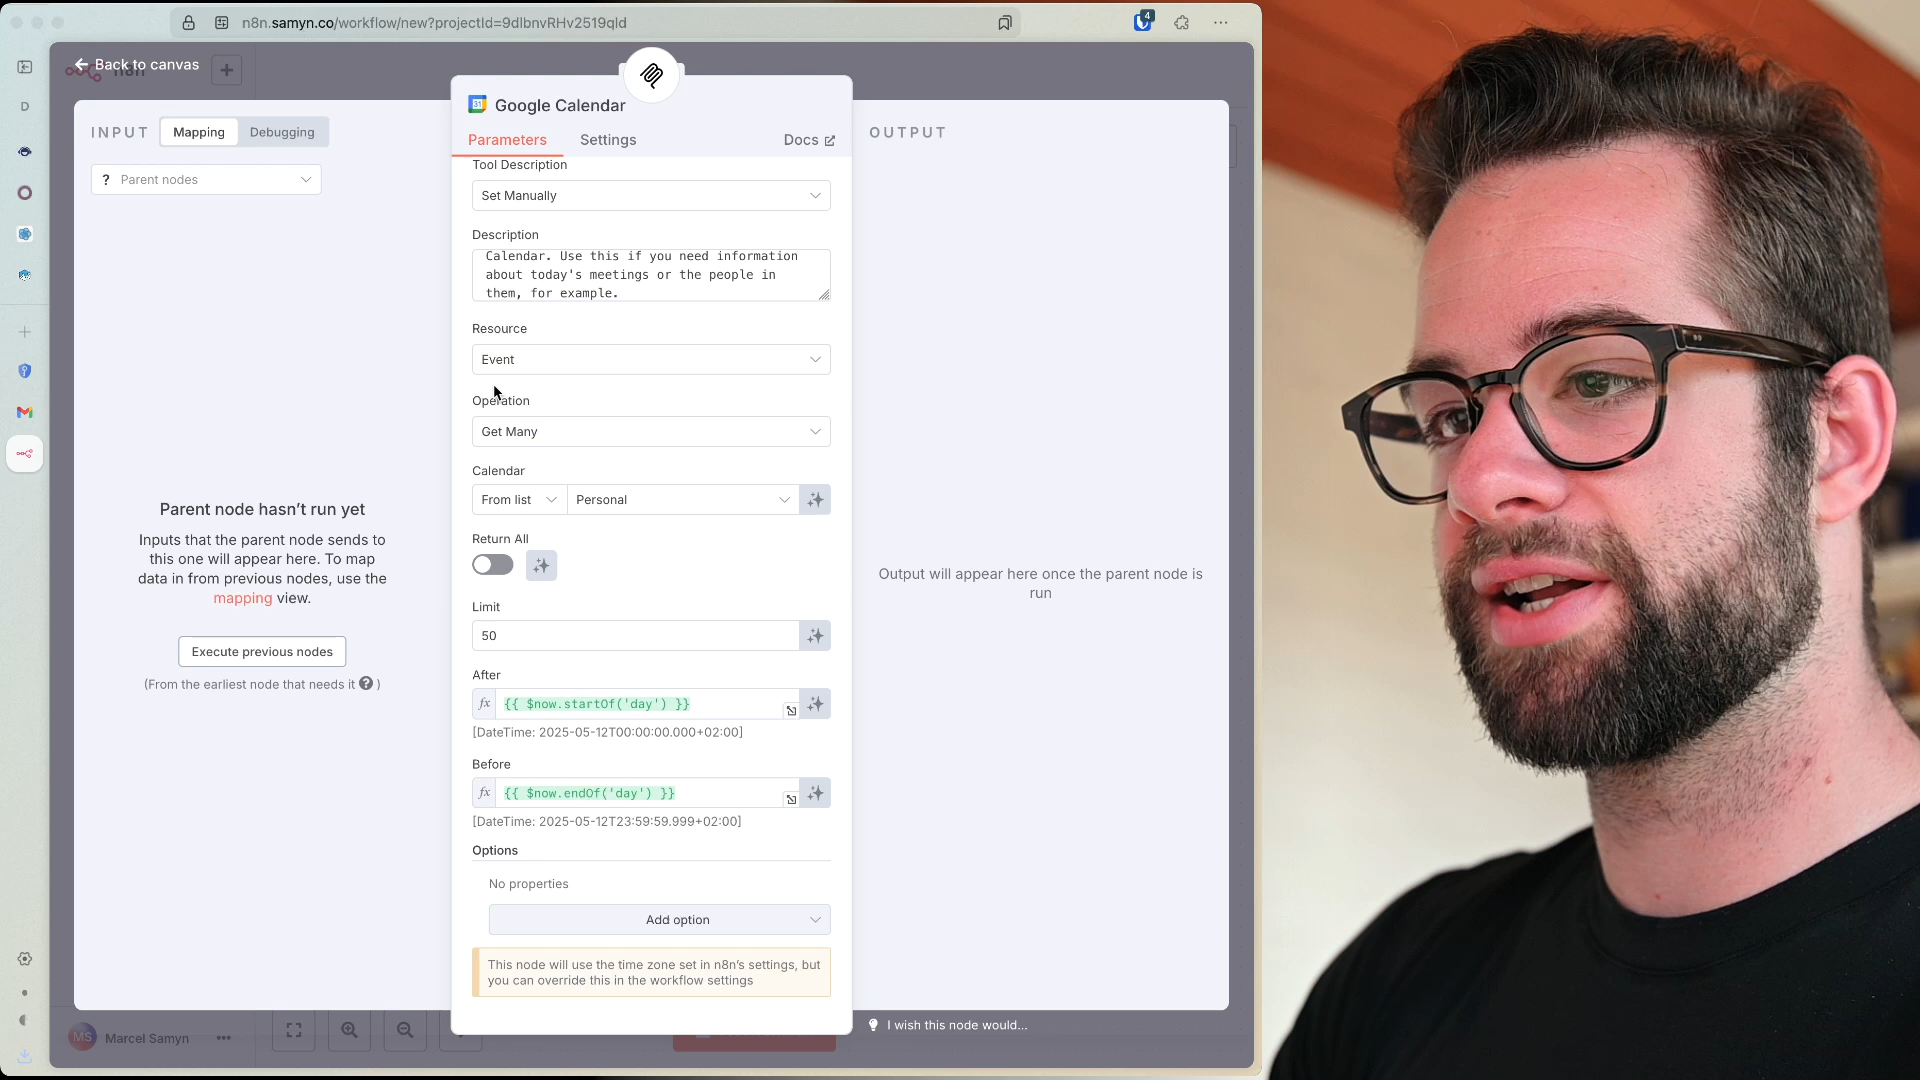 n8n.samyn.co/workflow/new?projectId=9dlbnvRHv2519qld
4
Back to canvas
D
INPUT
Mapping
Debugging
? Parent nodes
Parent node hasn't run yet
Inputs that the parent node sends to
this one will appear here. To map
data in from previous nodes, use the
mapping view.
Execute previous nodes
(From the earliest node that needs it ? )
31
Google Calendar
Parameters
Settings
Docs
Tool Description
Set Manually
Description
Calendar. Use this if you need information
about today's meetings or the people in
them, for example.
Resource
Event
Operation
Get Many
Calendar
From list
Personal
Return All
Limit
50
After
fx {{ $now.startOf('day') }}
[DateTime: 2025-05-12T00:00:00.000+02:00]
Before
fx {{ $now.endOf('day') }}
[DateTime: 2025-05-12T23:59:59.999+02:00]
Options
No properties
Add option
This node will use the time zone set in n8n's settings, but
you can override this in the workflow settings
OUTPUT
Output will appear here once the parent node is
run
I wish this node would...
MS Marcel Samyn